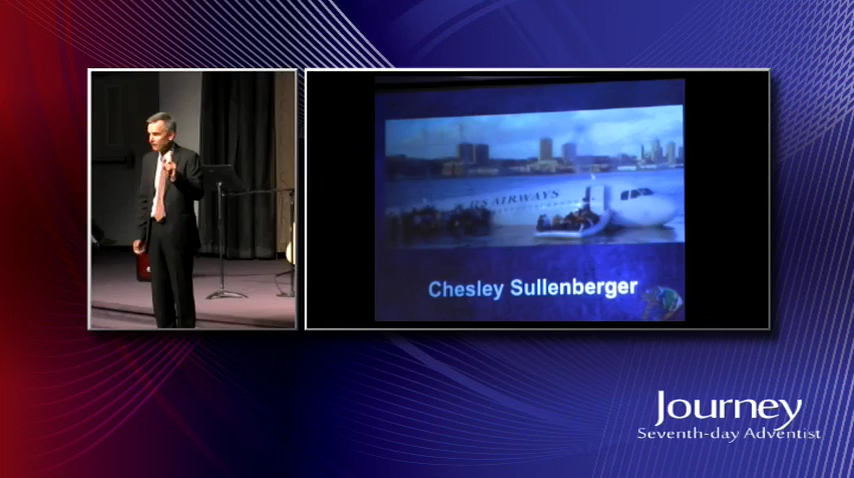 US AIRWAYS
Chesley Sullenberger
Journey
Seventh-day Adventist